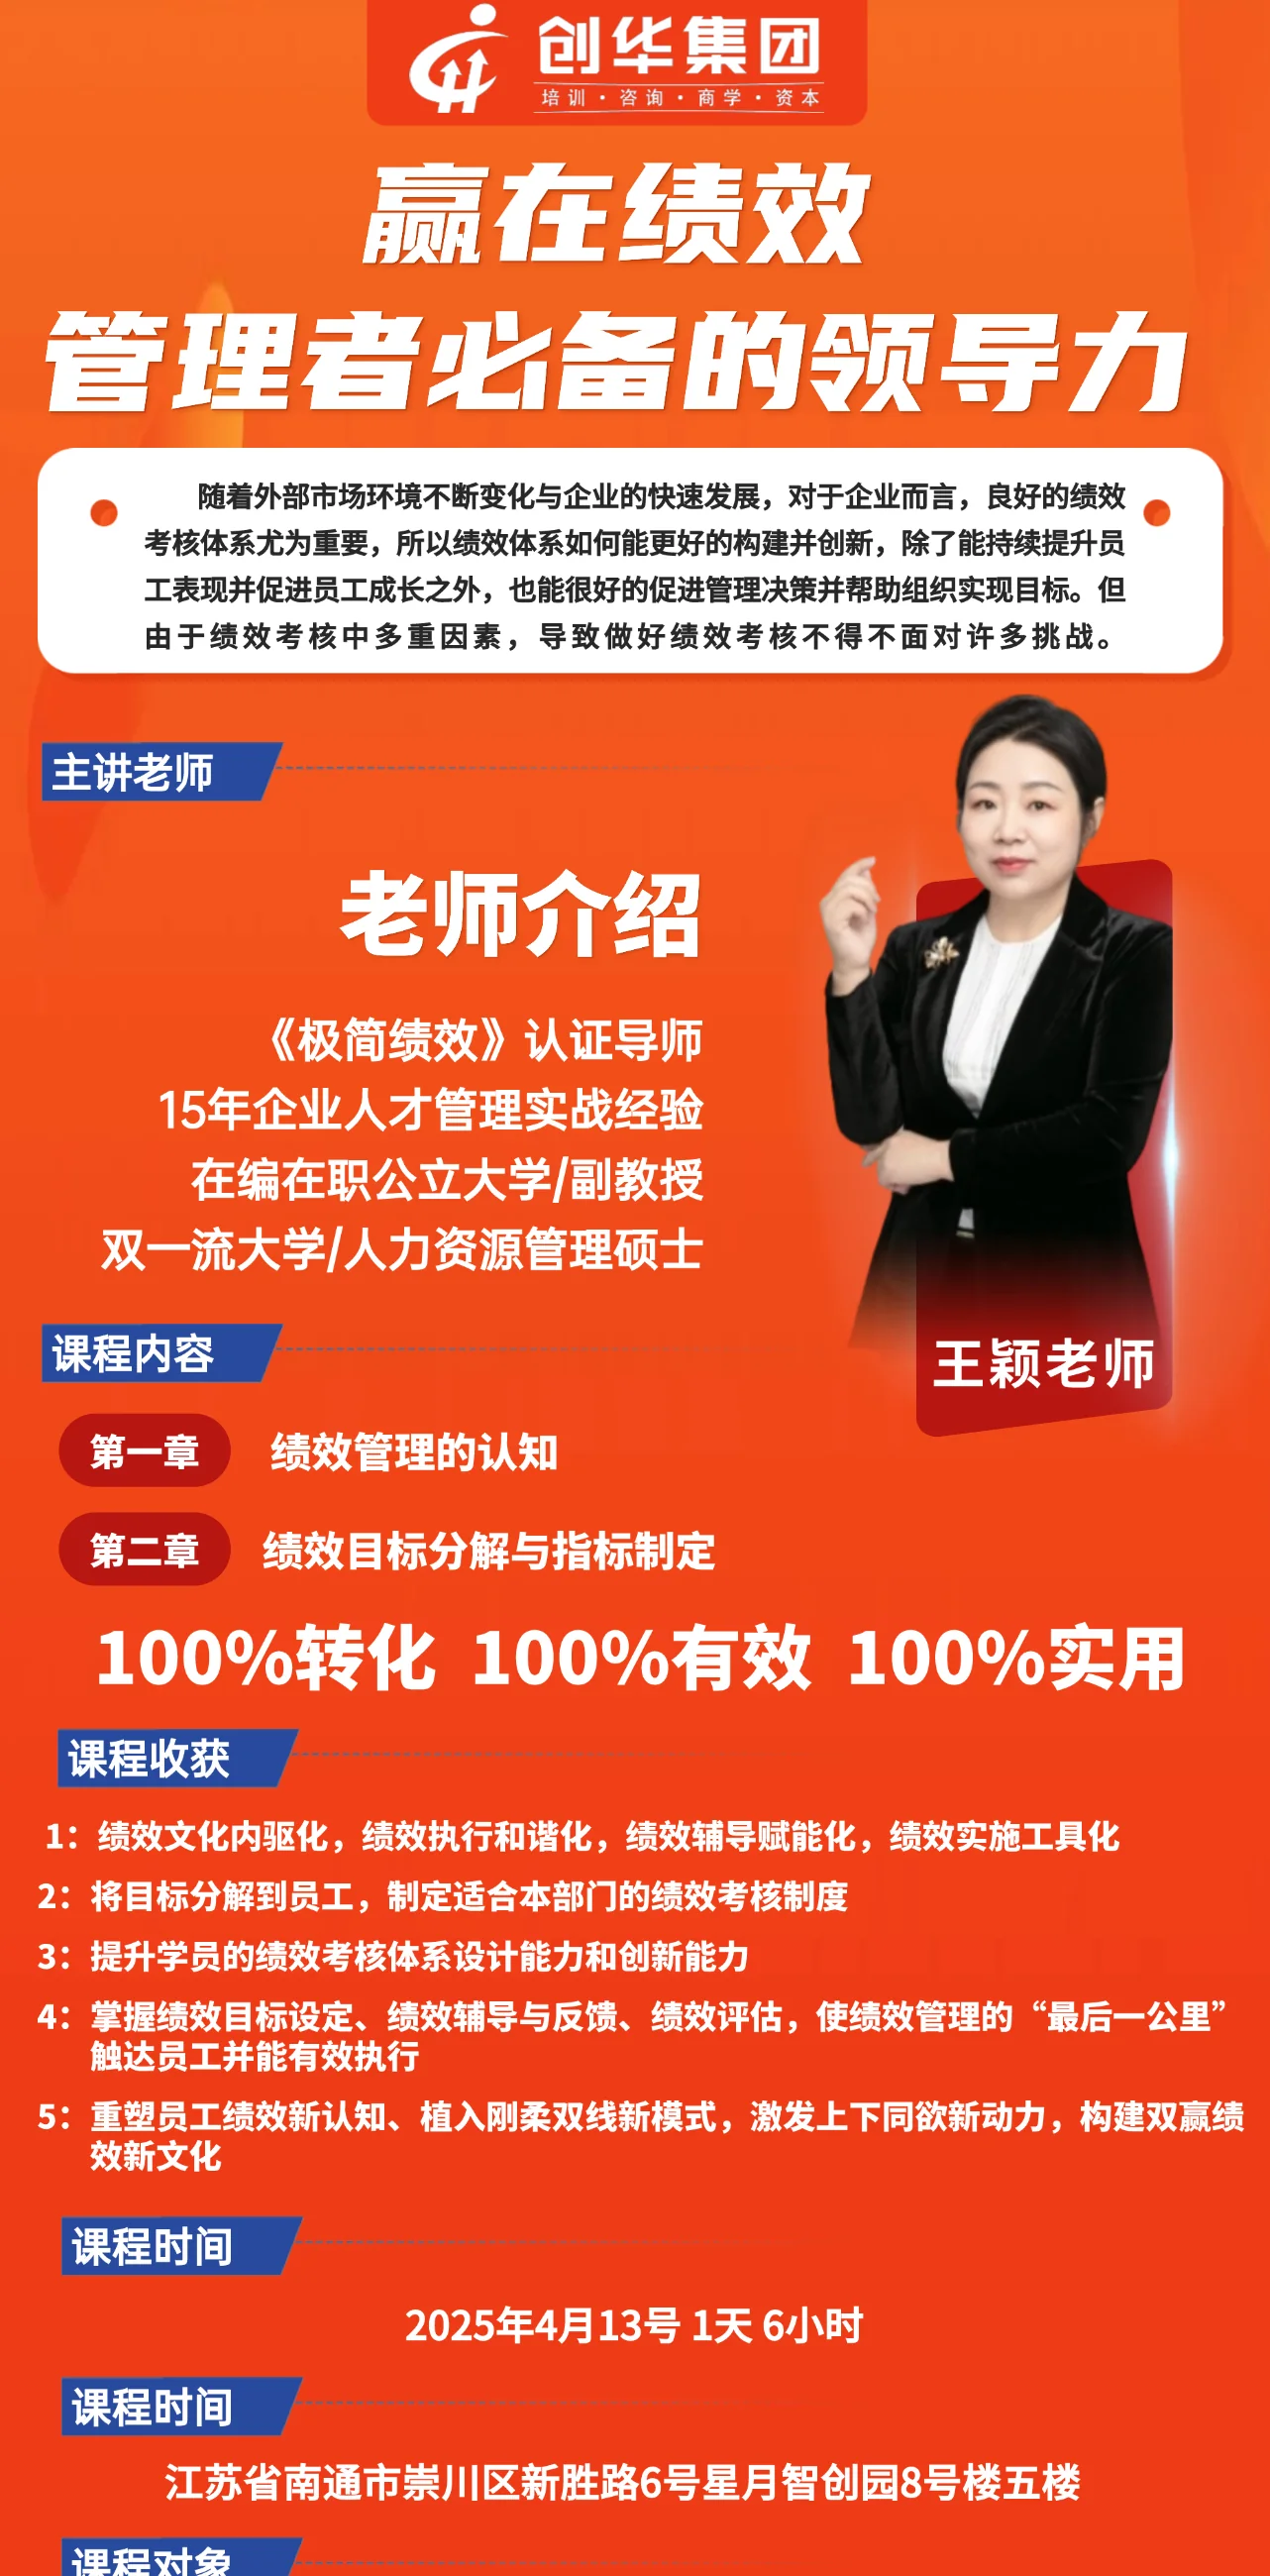 创华集团
培训·咨询·商学·资本
赢在绩效
管理者必备的领导力
随着外部市场环境不断变化与企业的快速发展，对于企业而言，良好的绩效
考核体系尤为重要，所以绩效体系如何能更好的构建并创新，除了能持续提升员
工表现并促进员工成长之外，也能很好的促进管理决策并帮助组织实现目标。但
由于绩效考核中多重因素，导致做好绩效考核不得不面对许多挑战。
主讲老师
老师介绍
《极简绩效》认证导师
15年企业人才管理实战经验
在编在职公立大学/副教授
双一流大学/人力资源管理硕士
王颖老师
课程内容
第一章 绩效管理的认知
第二章 绩效目标分解与指标制定
100%转化 100%有效 100%实用
课程收获
1：绩效文化内驱化，绩效执行和谐化，绩效辅导赋能化，绩效实施工具化
2：将目标分解到员工，制定适合本部门的绩效考核制度
3：提升学员的绩效考核体系设计能力和创新能力
4：掌握绩效目标设定、绩效辅导与反馈、绩效评估，使绩效管理的“最后一公里”
触达员工并能有效执行
5：重塑员工绩效新认知、植入刚柔双线新模式，激发上下同欲新动力，构建双赢绩
效新文化
课程时间
2025年4月13号 1天 6小时
课程时间
江苏省南通市崇川区新胜路6号星月智创园8号楼五楼
课程对象